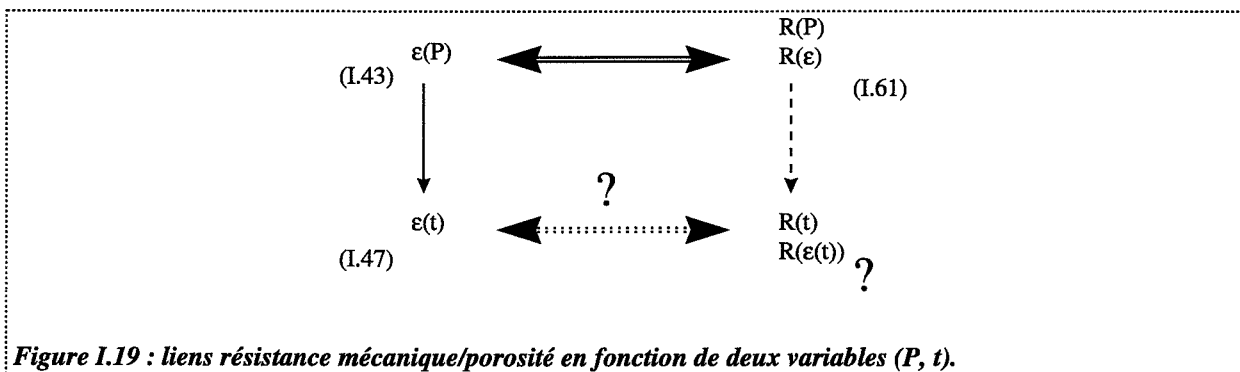 R(P)
ε(P)
R(ε)
(I.43)
(I.61)
?
ε(t)
R(t)
R(ε(t))
(I.47)
?
Figure I.19 : liens résistance mécanique/porosité en fonction de deux variables (P, t).